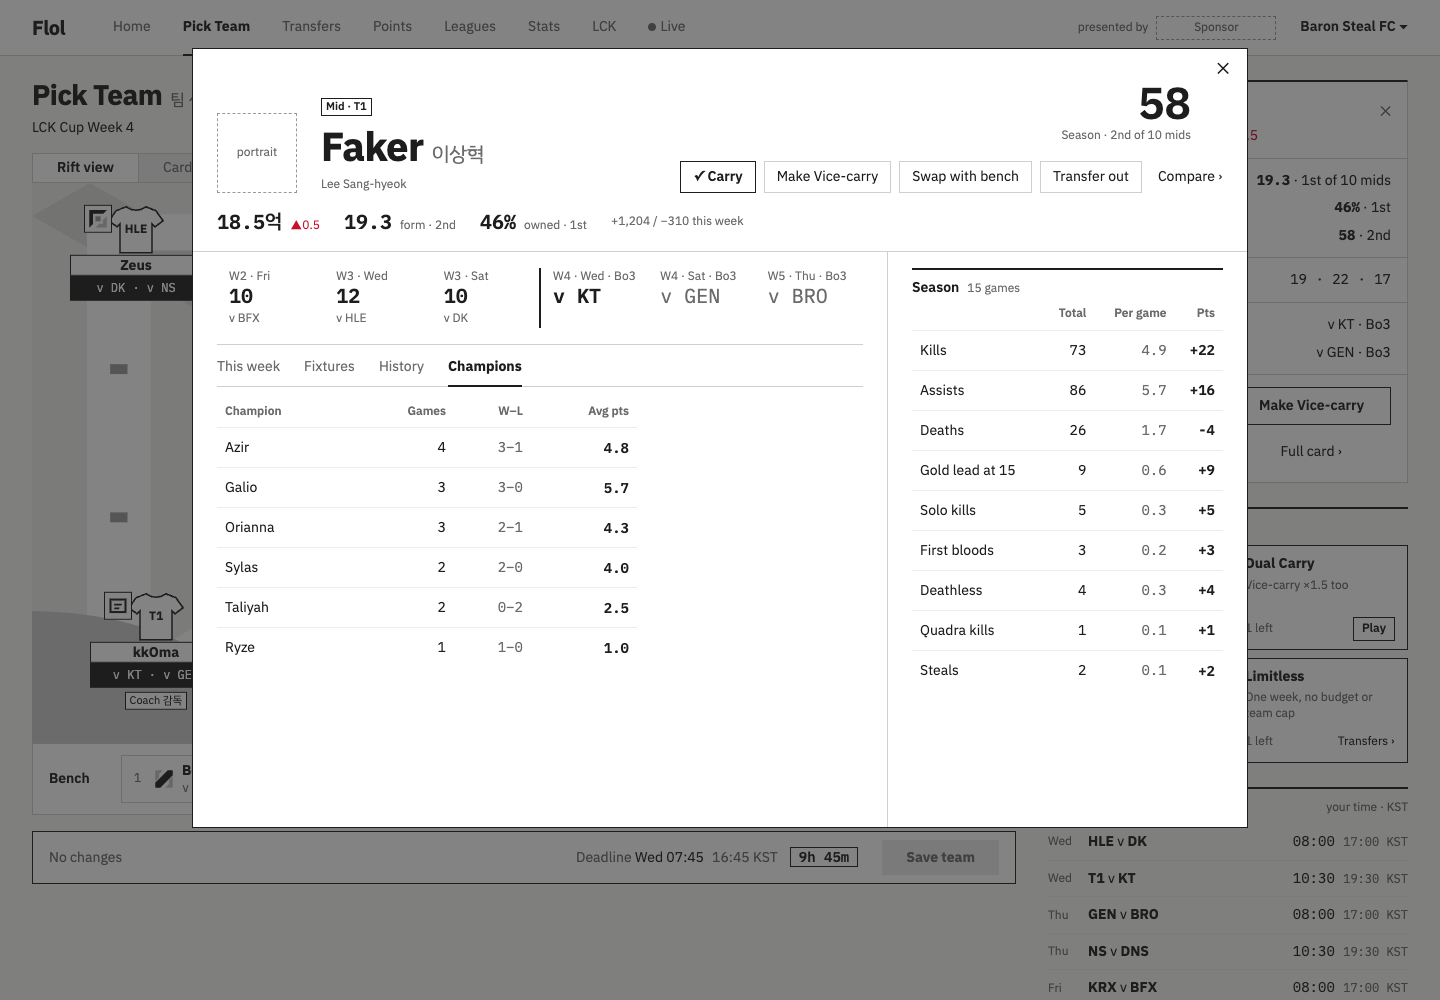 Flol Home Pick Team Transfers Points Leagues Stats LCK Live presented by Sponsor Baron Steal FC
Pick Team 팀
LCK Cup Week 4
Rift view Card
HLE
Zeus
v DK · v NS
T1
kkOma
v KT · v GE
Coach 감독
Bench 1 B
v
Mid · T1
portrait
Faker 이상혁
Lee Sang-hyeok
58
Season · 2nd of 10 mids
✓ Carry Make Vice-carry Swap with bench Transfer out Compare ›
18.5억 ▲0.5 19.3 form · 2nd 46% owned · 1st +1,204 / −310 this week
W2 · Fri W3 · Wed W3 · Sat W4 · Wed · Bo3 W4 · Sat · Bo3 W5 · Thu · Bo3
10 12 10 v KT v GEN v BRO
v BFX v HLE v DK
This week Fixtures History Champions
Champion Games W–L Avg pts
Azir 4 3–1 4.8
Galio 3 3–0 5.7
Orianna 3 2–1 4.3
Sylas 2 2–0 4.0
Taliyah 2 0–2 2.5
Ryze 1 1–0 1.0
Season 15 games
Total Per game Pts
Kills 73 4.9 +22
Assists 86 5.7 +16
Deaths 26 1.7 -4
Gold lead at 15 9 0.6 +9
Solo kills 5 0.3 +5
First bloods 3 0.2 +3
Deathless 4 0.3 +4
Quadra kills 1 0.1 +1
Steals 2 0.1 +2
.5
19.3 · 1st of 10 mids
46% · 1st
58 · 2nd
19 · 22 · 17
v KT · Bo3
v GEN · Bo3
Make Vice-carry
Full card ›
Dual Carry
Vice-carry ×1.5 too
1 left Play
Limitless
One week, no budget or
team cap
1 left Transfers ›
your time · KST
Wed HLE v DK 08:00 17:00 KST
Wed T1 v KT 10:30 19:30 KST
Thu GEN v BRO 08:00 17:00 KST
Thu NS v DNS 10:30 19:30 KST
Fri KRX v BFX 08:00 17:00 KST
No changes Deadline Wed 07:45 16:45 KST 9h 45m Save team